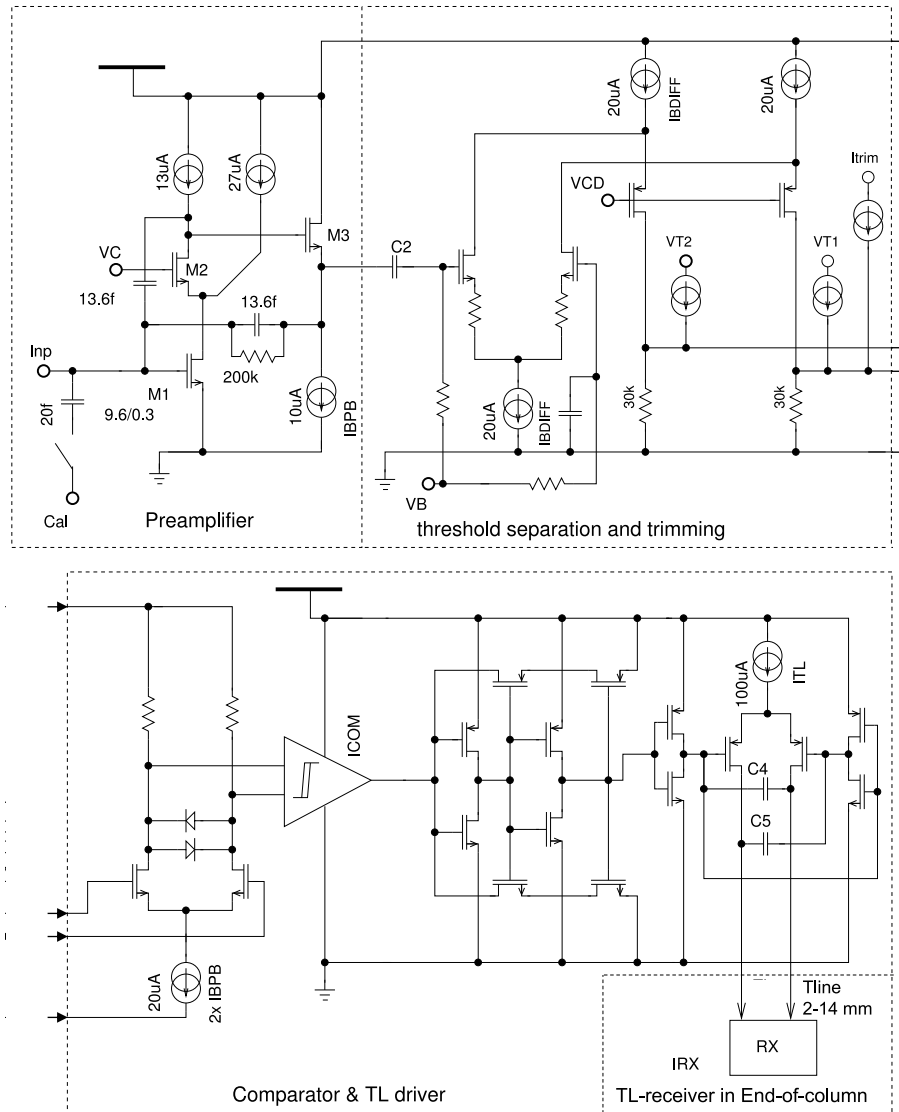 20uA
IBDIFF
20uA
13uA
27uA
VCD
Itrim
M3
C2
VC
M2
VT2
VT1
13.6f
13.6f
Inp
200k
M1
20f
9.6/0.3
10uA
IBPB
20uA
IBDIFF
30k
30k
VB
Cal
Preamplifier
threshold separation and trimming
100uA
ITL
ICOM
C4
C5
20uA
2x IBPB
Tline
2-14 mm
IRX
RX
Comparator & TL driver
TL-receiver in End-of-column